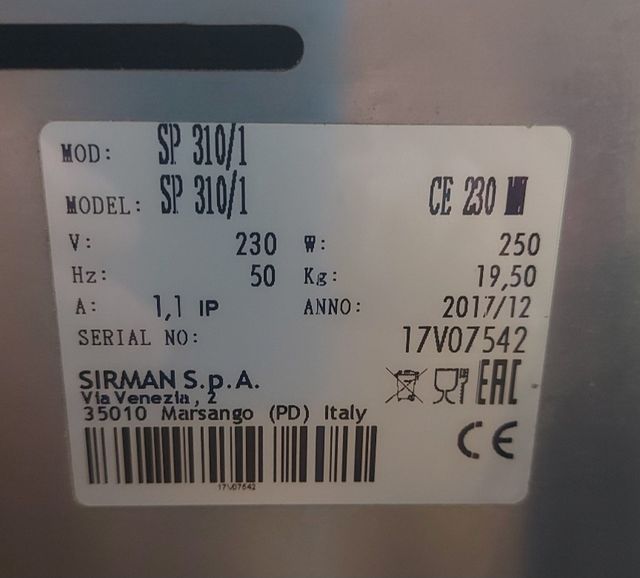 MOD: SP 310/1
MODEL: SP 310/1 CE 230
V: 230 W: 250
Hz: 50 Kg: 19,50
A: 1,1 IP ANNO: 2017/12
SERIAL NO: 17V07542
SIRMAN S.p.A.
Via Venezia, 2
35010 Marsango (PD) Italy
EAC
CE
17V07542